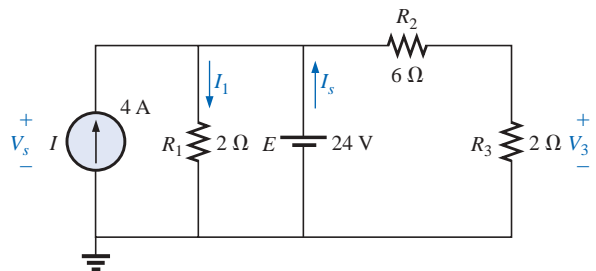 R2
6 Ω
I1
Is
4 A
+
Vs
−
I
R1
2 Ω
E
24 V
R3
2 Ω
+
V3
−